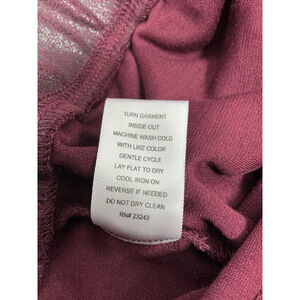 TURN GARMENT
INSIDE OUT
MACHINE WASH COLD
WITH LIKE COLOR
GENTLE CYCLE
LAY FLAT TO DRY
COOL IRON ON
REVERSE IF NEEDED
DO NOT DRY CLEAN
RN# 23243